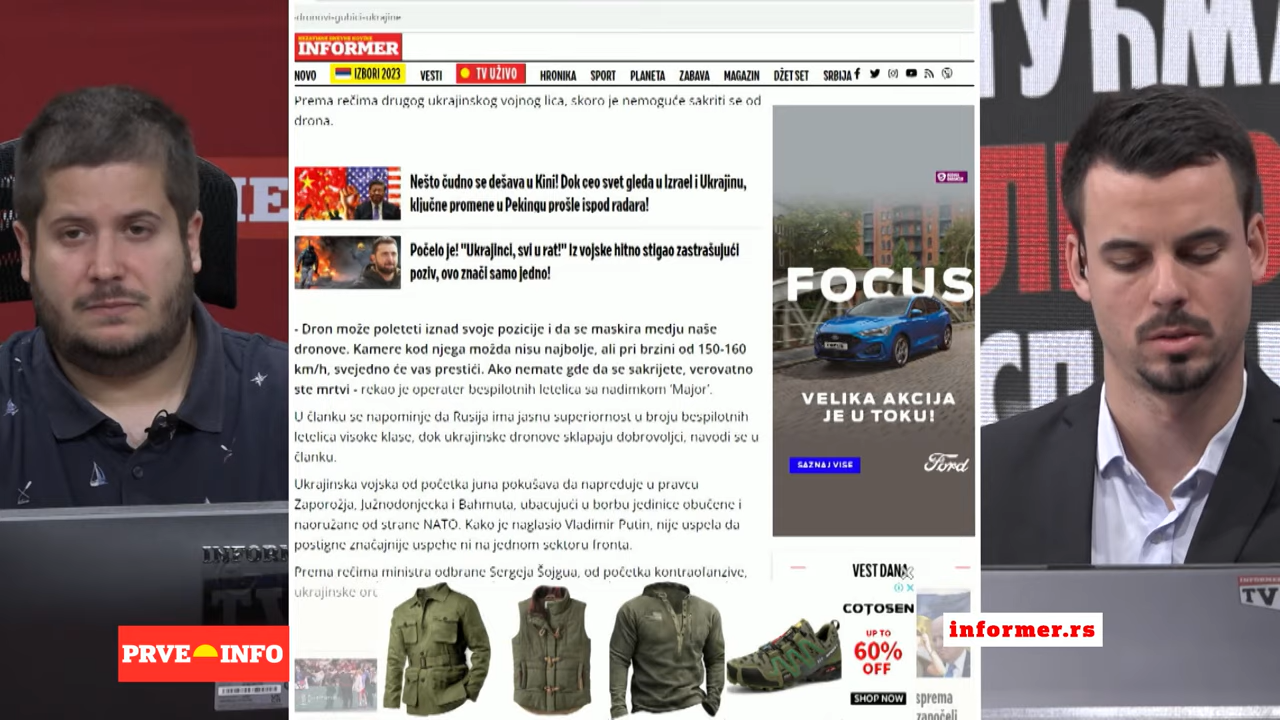 -dronovi-gubici-ukrajine
INFORMER
NOVO
IZBORI 2023
VESTI
TV UŽIVO
HRONIKA
SPORT
PLANETA
ZABAVA
MAGAZIN
DŽET SET
SRBIJA
Prema rečima drugog ukrajinskog vojnog lica, skoro je nemoguće sakriti se od
drona.
Nešto čudno se dešava u Kini! Dok ceo svet gleda u Izrael i Ukrajinu,
ključne promene u Pekingu prošle ispod radara!
Počelo je! "Ukrajinci, svi u rat!" Iz vojske hitno stigao zastrašujući
poziv, ovo znači samo jedno!
- Dron može poleteti iznad svoje pozicije i da se maskira medju naše
dronove. Kamere kod njega možda nisu najbolje, ali pri brzini od 150-160
km/h, svejedno će vas prestići. Ako nemate gde da se sakrijete, verovatno
ste mrtvi - rekao je operater bespilotnih letelica sa nadimkom 'Major'.
U članku se napominje da Rusija ima jasnu superiornost u broju bespilotnih
letelica visoke klase, dok ukrajinske dronove sklapaju dobrovoljci, navodi se u
članku.
Ukrajinska vojska od početka juna pokušava da napreduje u pravcu
Zaporožja, Južnodonjecka i Bahmuta, ubacujući u borbu jedinice obučene i
naoružane od strane NATO. Kako je naglasio Vladimir Putin, nije uspela da
postigne značajnije uspehe ni na jednom sektoru fronta.
Prema rečima ministra odbrane Sergeja Šojgua, od početka kontraofanzive,
ukrajinske oru
FOCUS
VELIKA AKCIJA
JE U TOKU!
SAZNAJ VIŠE
Ford
VEST DANA
COTOSEN
UP TO
60%
OFF
SHOP NOW
sprema
započeli
PRVE INFO
informer.rs
INFORMER
TV